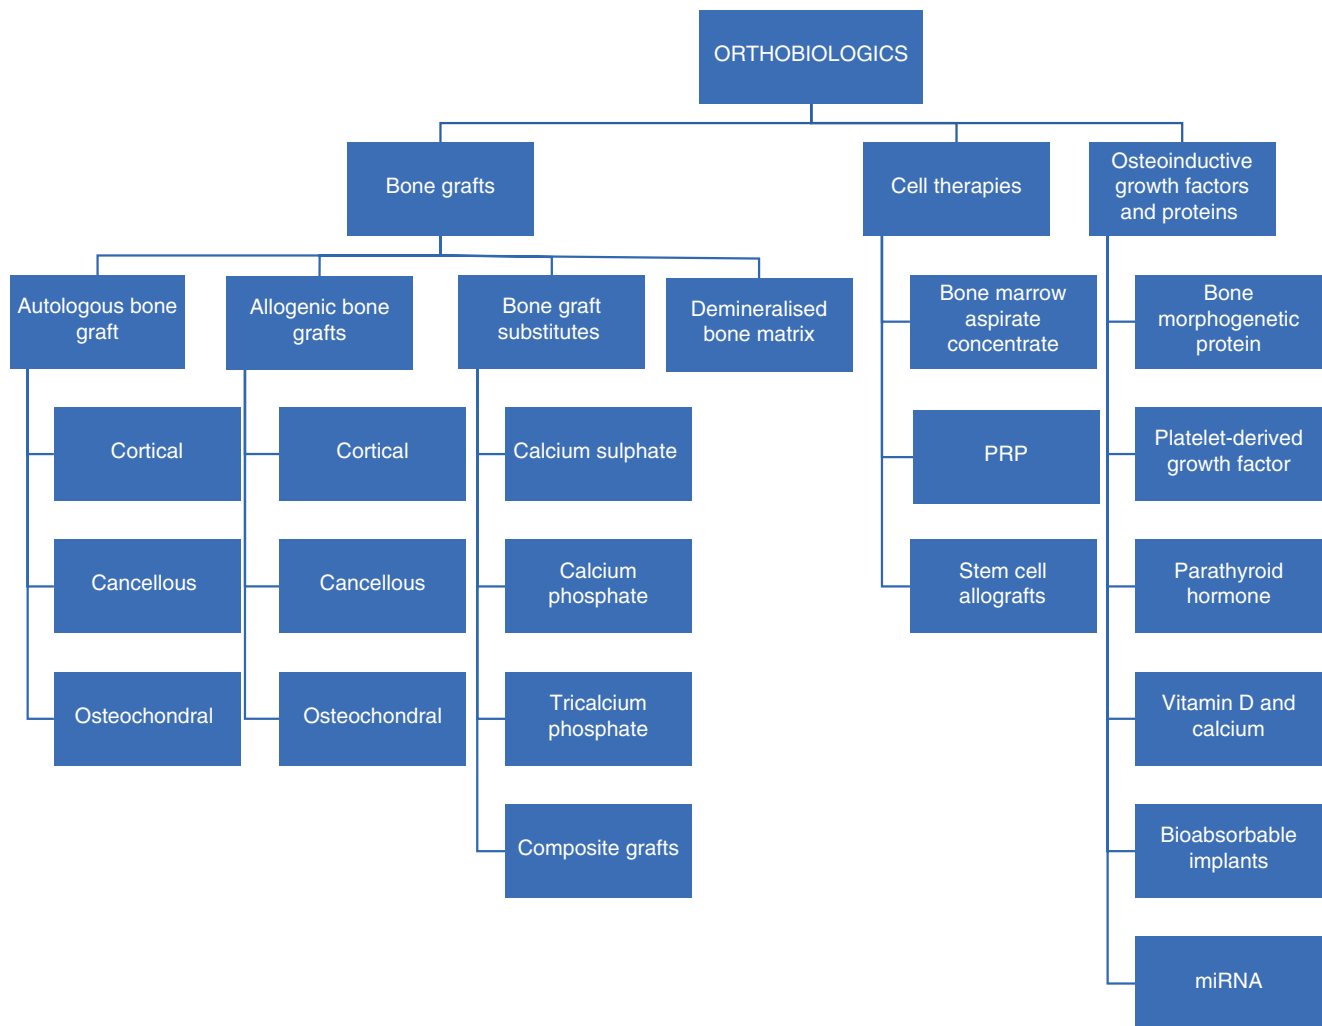 ORTHOBIOLOGICS
Bone grafts
Cell therapies
Osteoinductive
growth factors
and proteins
Autologous bone
graft
Allogenic bone
grafts
Bone graft
substitutes
Demineralised
bone matrix
Bone marrow
aspirate
concentrate
Bone
morphogenetic
protein
Cortical
Cortical
Calcium sulphate
PRP
Platelet-derived
growth factor
Cancellous
Cancellous
Calcium
phosphate
Stem cell
allografts
Parathyroid
hormone
Osteochondral
Osteochondral
Tricalcium
phosphate
Vitamin D and
calcium
Composite grafts
Bioabsorbable
implants
miRNA